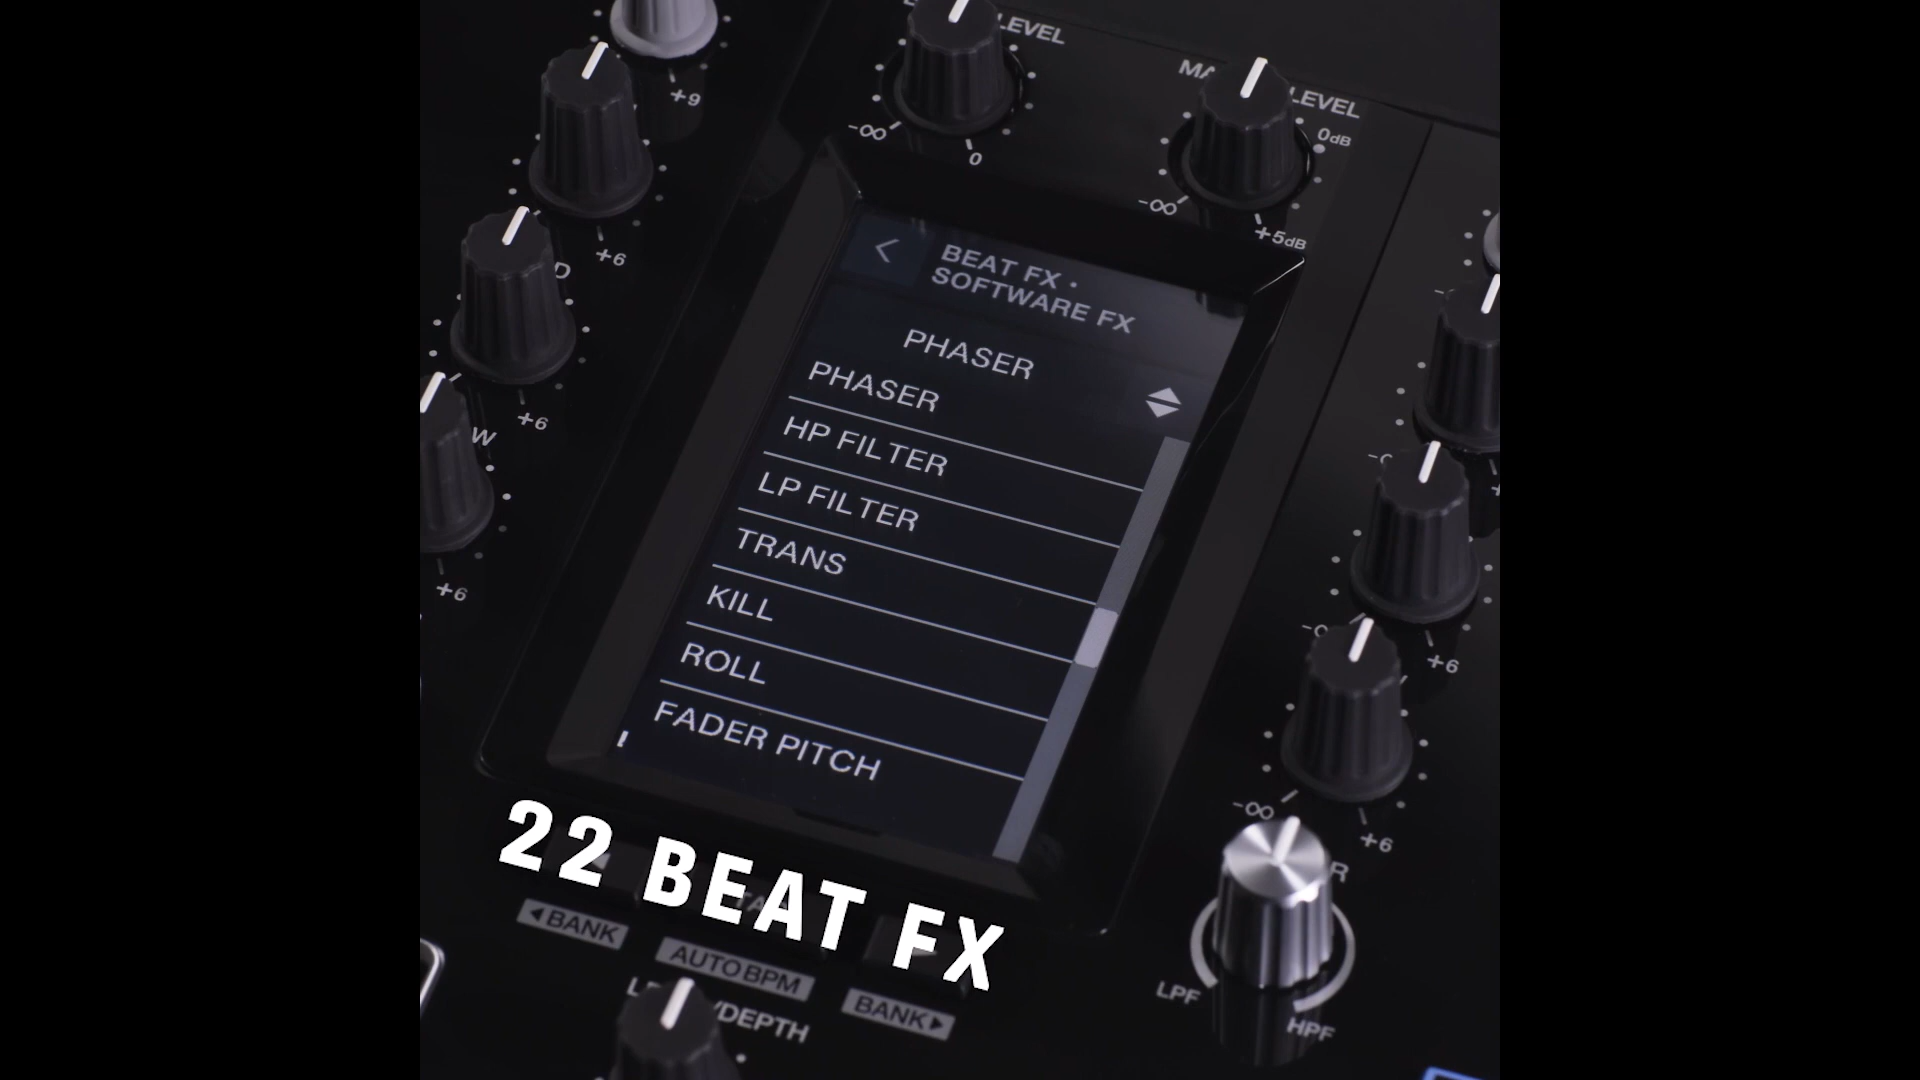 LEVEL
+9
-∞
0
LEVEL
0dB
-∞
+5dB
<
BEAT FX •
SOFTWARE FX
+6
PHASER
PHASER
HP FILTER
LP FILTER
TRANS
KILL
ROLL
FADER PITCH
+6
+6
+6
-∞
+6
22 BEAT FX
◀BANK
AUTO BPM
BANK▶
/DEPTH
LPF
HPF